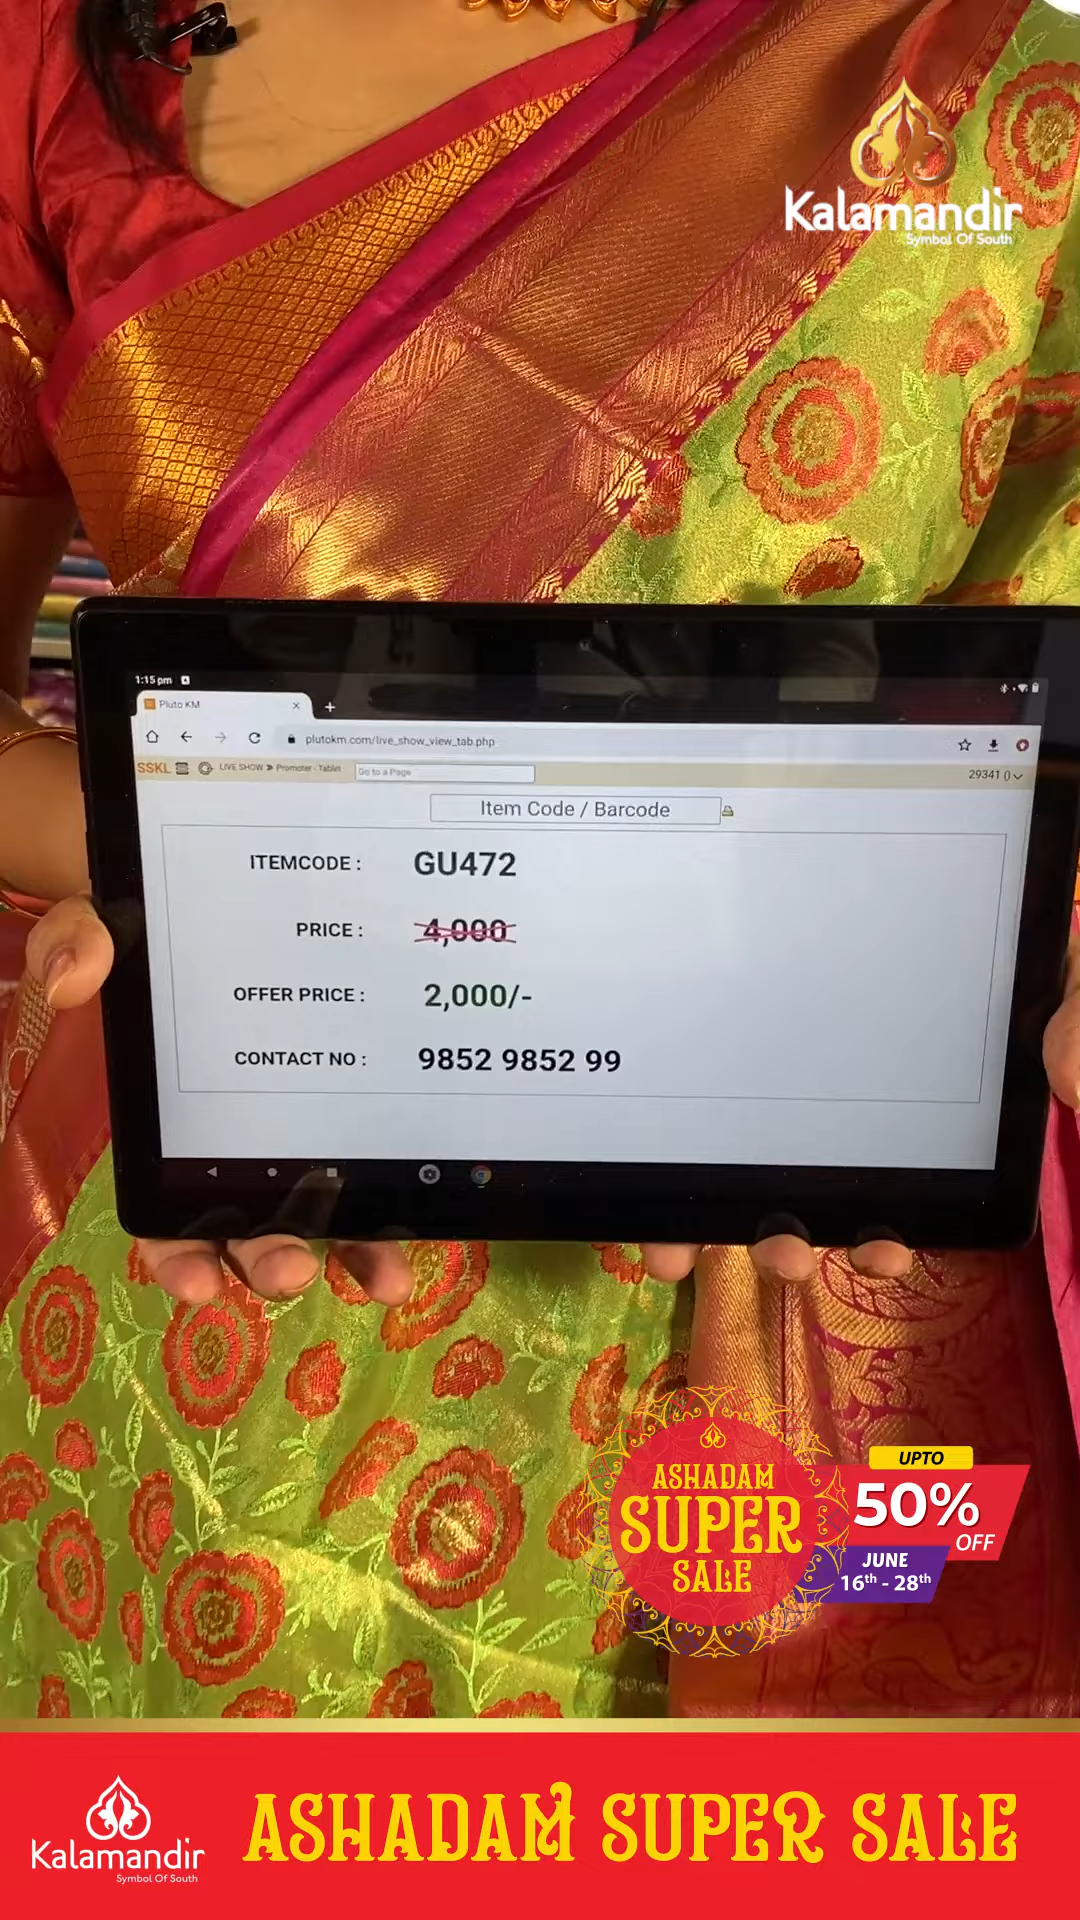 Kalamandir
Symbol Of South
1:15 pm
Pluto KM
plutokm.com/live_show_view_tab.php
SSKL
LIVE SHOW >> Promoter - Tablet
Go to a Page
29341 ()
Item Code / Barcode
ITEMCODE : GU472
PRICE : 4,000
OFFER PRICE : 2,000/-
CONTACT NO : 9852 9852 99
ASHADAM
SUPER
SALE
UPTO
50%
OFF
JUNE
16th - 28th
Kalamandir
Symbol Of South
ASHADAM SUPER SALE